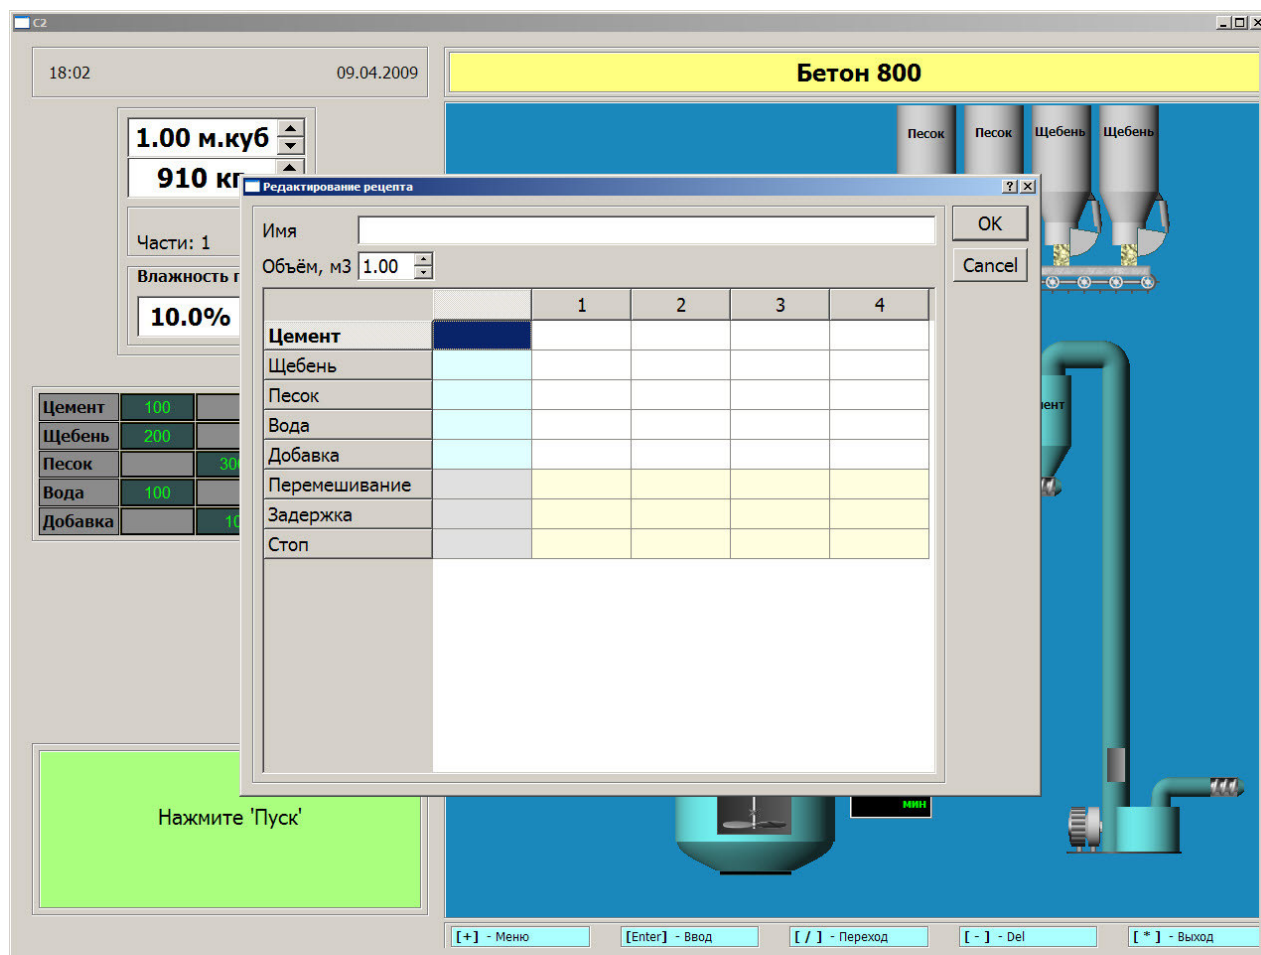 C2
18:02 09.04.2009
Бетон 800
1.00 м.куб
910 кг
Части: 1
Влажность п
10.0%
Песок Песок Щебень Щебень
Редактирование рецепта
Имя
OK
Объём, м3 1.00
Cancel
1 2 3 4
Цемент
Щебень
Песок
Вода
Добавка
Перемешивание
Задержка
Стоп
Цемент 100
Щебень 200
Песок 300
Вода 100
Добавка 10
мент
мин
Нажмите 'Пуск'
[+] - Меню [Enter] - Ввод [ / ] - Переход [ - ] - Del [ * ] - Выход